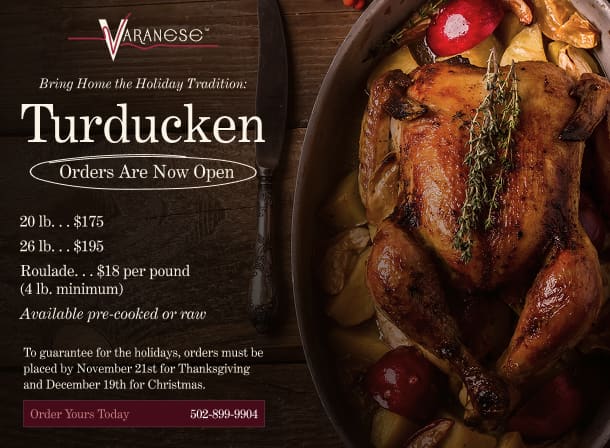 VARANESE™
Bring Home the Holiday Tradition:
Turducken
Orders Are Now Open
20 lb. . . $175
26 lb. . . $195
Roulade. . . $18 per pound
(4 lb. minimum)
Available pre-cooked or raw
To guarantee for the holidays, orders must be
placed by November 21st for Thanksgiving
and December 19th for Christmas.
Order Yours Today 502-899-9904